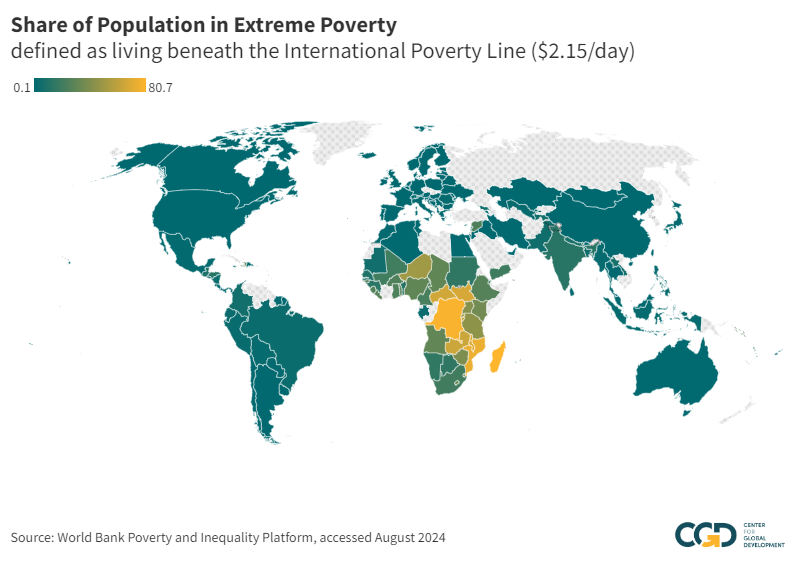 Share of Population in Extreme Poverty
defined as living beneath the International Poverty Line ($2.15/day)
0.1 80.7
Source: World Bank Poverty and Inequality Platform, accessed August 2024
CGD
CENTER
FOR
GLOBAL
DEVELOPMENT